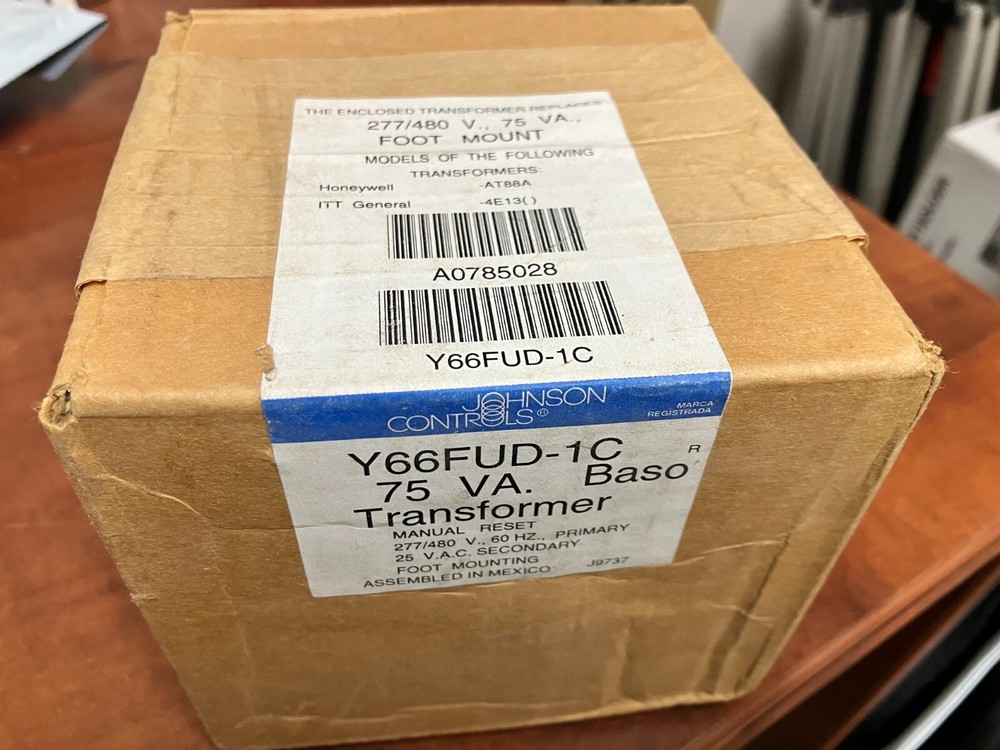 THE ENCLOSED TRANSFORMER REPLACES
277/480 V., 75 VA.,
FOOT MOUNT
MODELS OF THE FOLLOWING
TRANSFORMERS:
Honeywell -AT88A
ITT General -4E13( )
A0785028
Y66FUD-1C
JOHNSON
CONTROLS®
MARCA
REGISTRADA
Y66FUD-1C R
75 VA. Baso
Transformer
MANUAL RESET
277/480 V., 60 HZ., PRIMARY
25 V.A.C. SECONDARY
FOOT MOUNTING
ASSEMBLED IN MEXICO: J9737